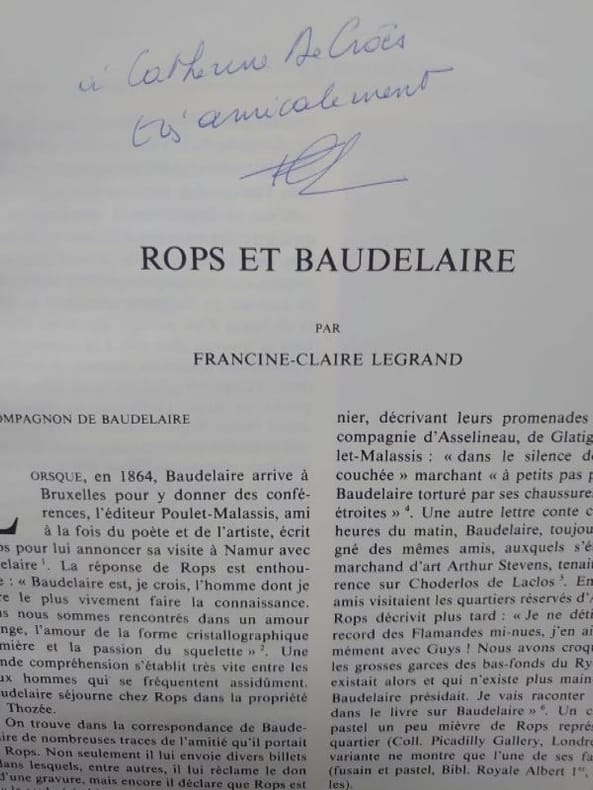 à Catherine De Croës
très amicalement
ROPS ET BAUDELAIRE
PAR
FRANCINE-CLAIRE LEGRAND
OMPAGNON DE BAUDELAIRE
LORSQUE, en 1864, Baudelaire arrive à
Bruxelles pour y donner des confé-
rences, l'éditeur Poulet-Malassis, ami
à la fois du poète et de l'artiste, écrit
ps pour lui annoncer sa visite à Namur avec
elaire 1. La réponse de Rops est enthou-
e : « Baudelaire est, je crois, l'homme dont je
re le plus vivement faire la connaissance.
s nous sommes rencontrés dans un amour
nge, l'amour de la forme cristallographique
mière et la passion du squelette » 2. Une
nde compréhension s'établit très vite entre les
ux hommes qui se fréquentent assidûment.
udelaire séjourne chez Rops dans la propriété
Thozée.
On trouve dans la correspondance de Baude-
ire de nombreuses traces de l'amitié qu'il portait
Rops. Non seulement il lui envoie divers billets
dans lesquels, entre autres, il lui réclame le don
d'une gravure, mais encore il déclare que Rops est
nier, décrivant leurs promenades
compagnie d'Asselineau, de Glatig
let-Malassis : « dans le silence d
couchée » marchant « à petits pas p
Baudelaire torturé par ses chaussure
étroites » 4. Une autre lettre conte c
heures du matin, Baudelaire, toujou
gné des mêmes amis, auxquels s'é
marchand d'art Arthur Stevens, tenait
rence sur Choderlos de Laclos 5. En
amis visitaient les quartiers réservés d'A
Rops décrivit plus tard : « Je ne déti
record des Flamandes mi-nues, j'en ai
mément avec Guys ! Nous avons croqu
les grosses garces des bas-fonds du Ry
existait alors et qui n'existe plus main
Baudelaire présidait. Je vais raconter
dans le livre sur Baudelaire » 6. Un c
pastel un peu mièvre de Rops représ
quartier (Coll. Picadilly Gallery, Londre
variante ne montre que l'une de ses fa
(fusain et pastel, Bibl. Royale Albert 1er,
les).